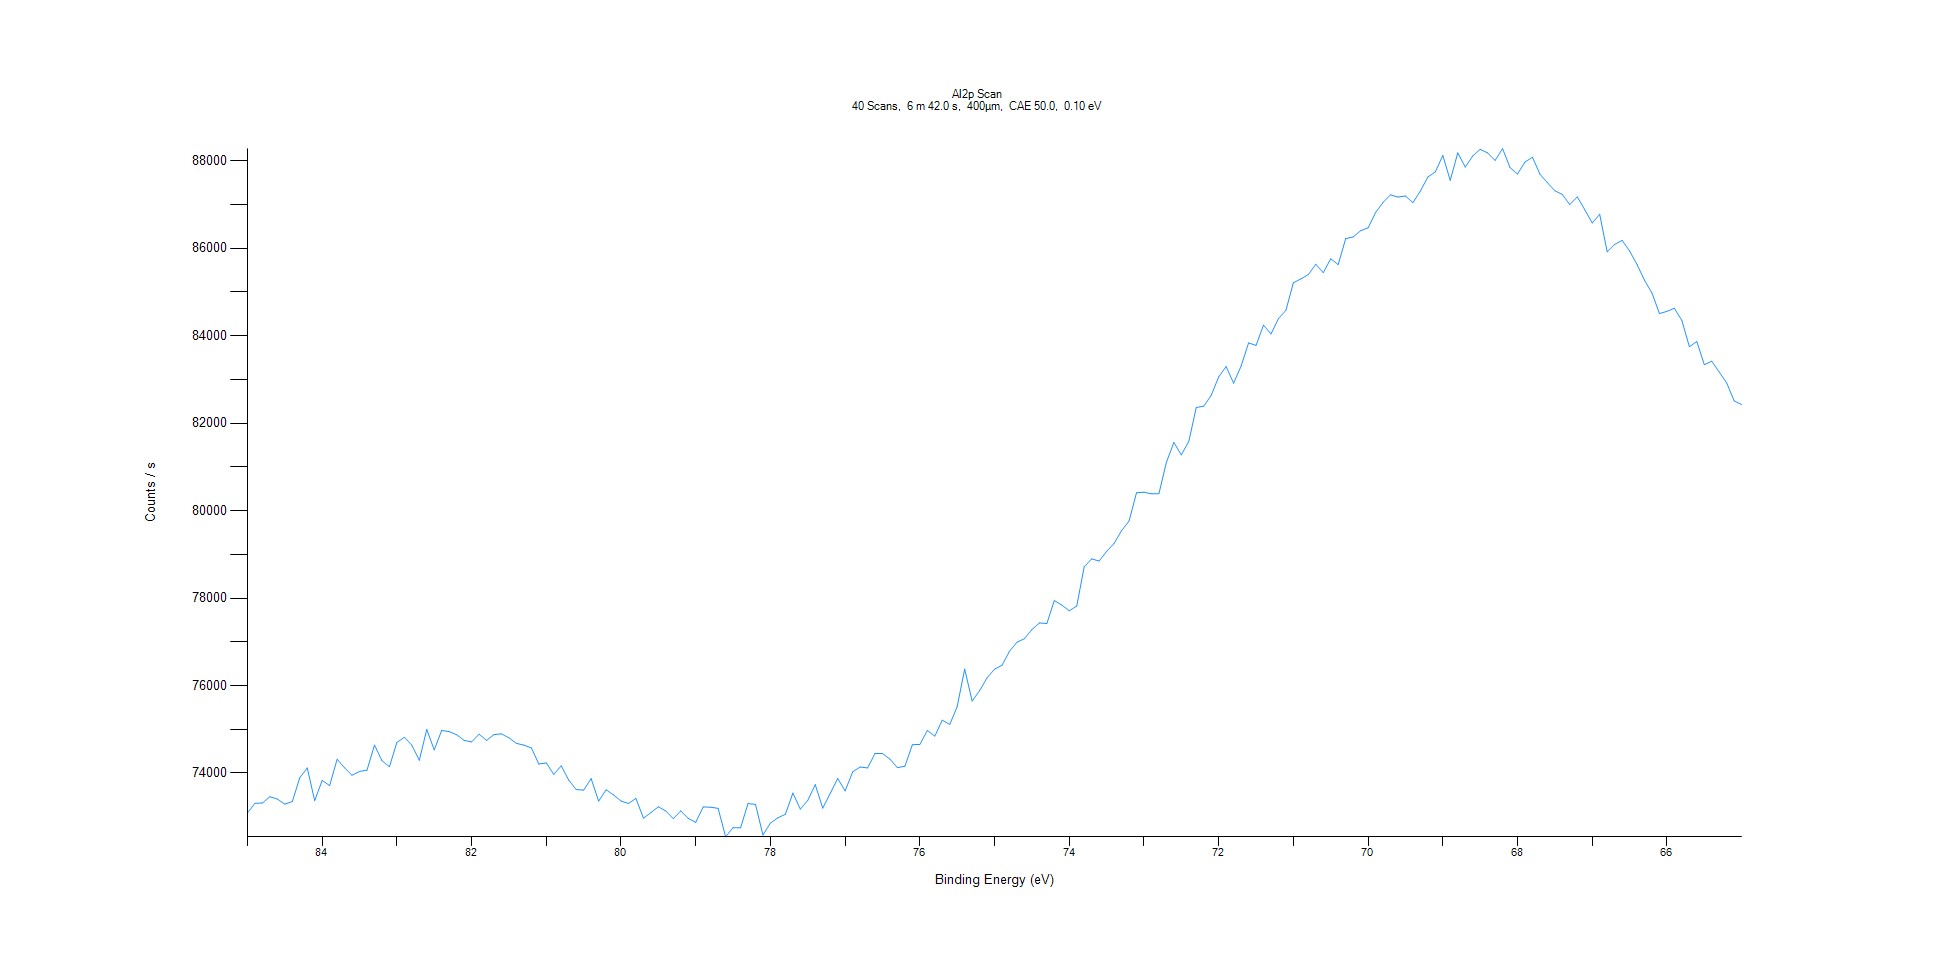 Al2p Scan
40 Scans, 6 m 42.0 s, 400µm, CAE 50.0, 0.10 eV
88000
86000
84000
82000
80000
78000
76000
74000
Counts / s
84 82 80 78 76 74 72 70 68 66
Binding Energy (eV)